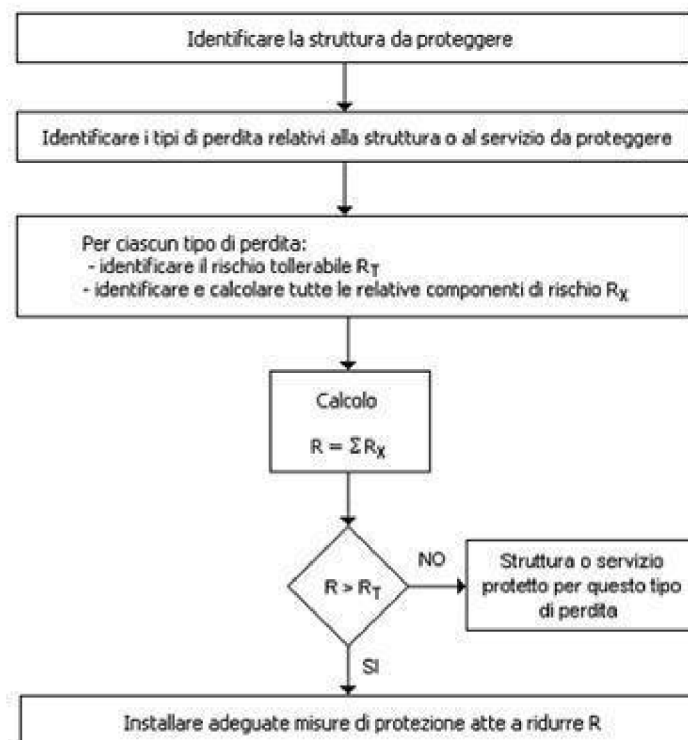 Identificare la struttura da proteggere
Identificare i tipi di perdita relativi alla struttura o al servizio da proteggere
Per ciascun tipo di perdita:
- identificare il rischio tollerabile RT
- identificare e calcolare tutte le relative componenti di rischio RX
Calcolo
R = ΣRX
R > RT
NO
Struttura o servizio
protetto per questo tipo
di perdita
SI
Installare adeguate misure di protezione atte a ridurre R